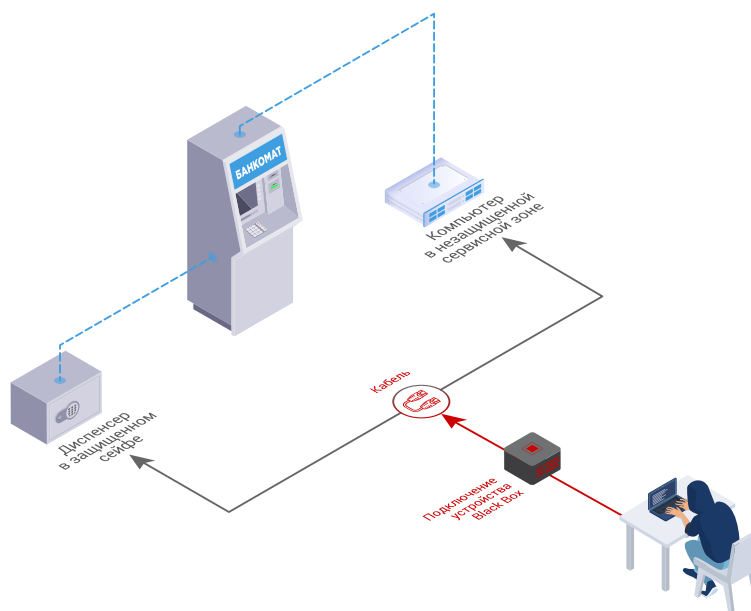 БАНКОМАТ
Компьютер
в незащищенной
сервисной зоне
Кабель
Диспенсер
в защищенном
сейфе
Подключение
устройства
Black Box